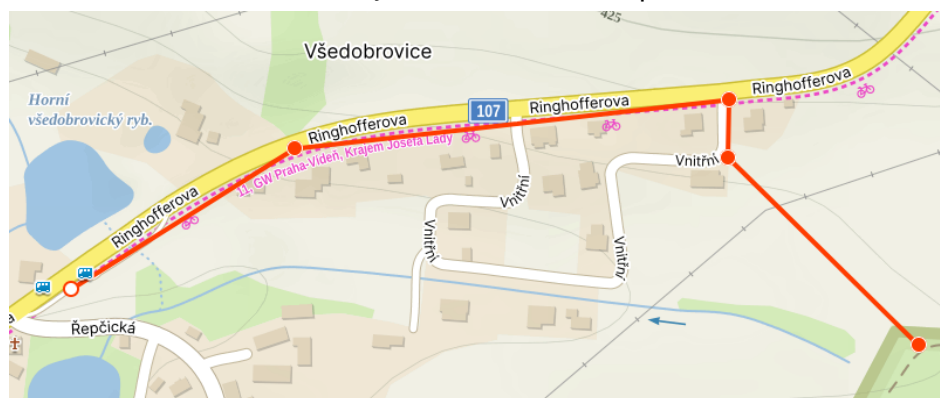 425
Všedobrovice
Ringhofferova
Horní
všedobrovický ryb.
107
Ringhofferova
Ringhofferova
11, GW Praha-Vídeň, Krajem Josefa Lady
Vnitřní
Vnitřní
Ringhofferova
Vnitřní
Vnitřní
Řepčická